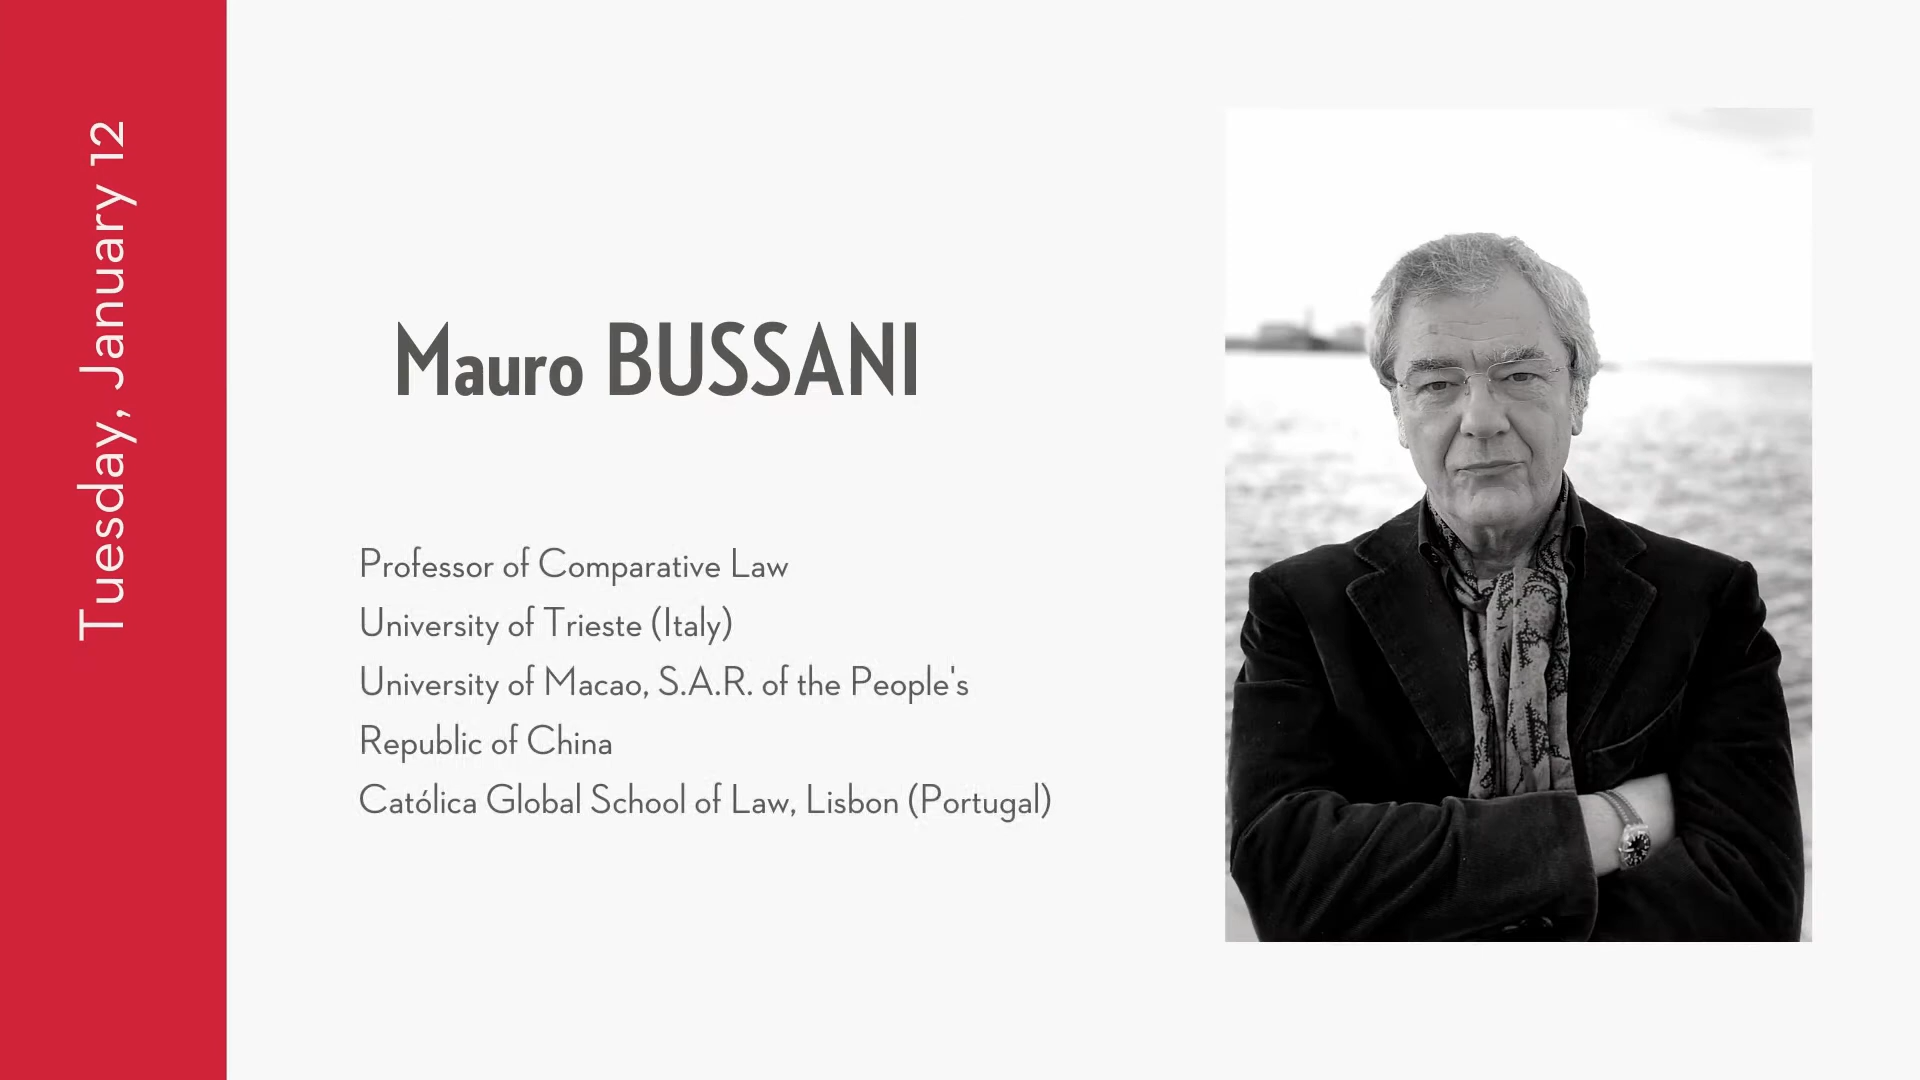 Tuesday, January 12
Mauro BUSSANI
Professor of Comparative Law
University of Trieste (Italy)
University of Macao, S.A.R. of the People's
Republic of China
Católica Global School of Law, Lisbon (Portugal)